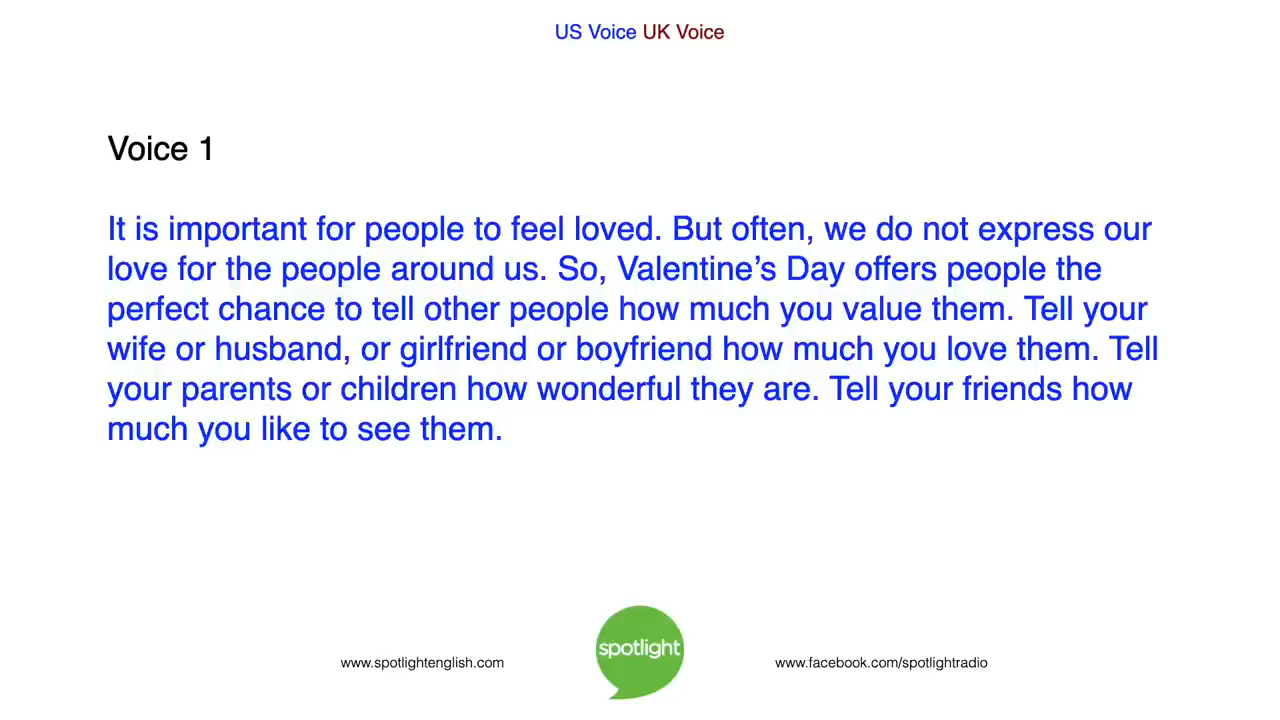 US Voice UK Voice
Voice 1
It is important for people to feel loved. But often, we do not express our
love for the people around us. So, Valentine’s Day offers people the
perfect chance to tell other people how much you value them. Tell your
wife or husband, or girlfriend or boyfriend how much you love them. Tell
your parents or children how wonderful they are. Tell your friends how
much you like to see them.
spotlight
www.spotlightenglish.com
www.facebook.com/spotlightradio